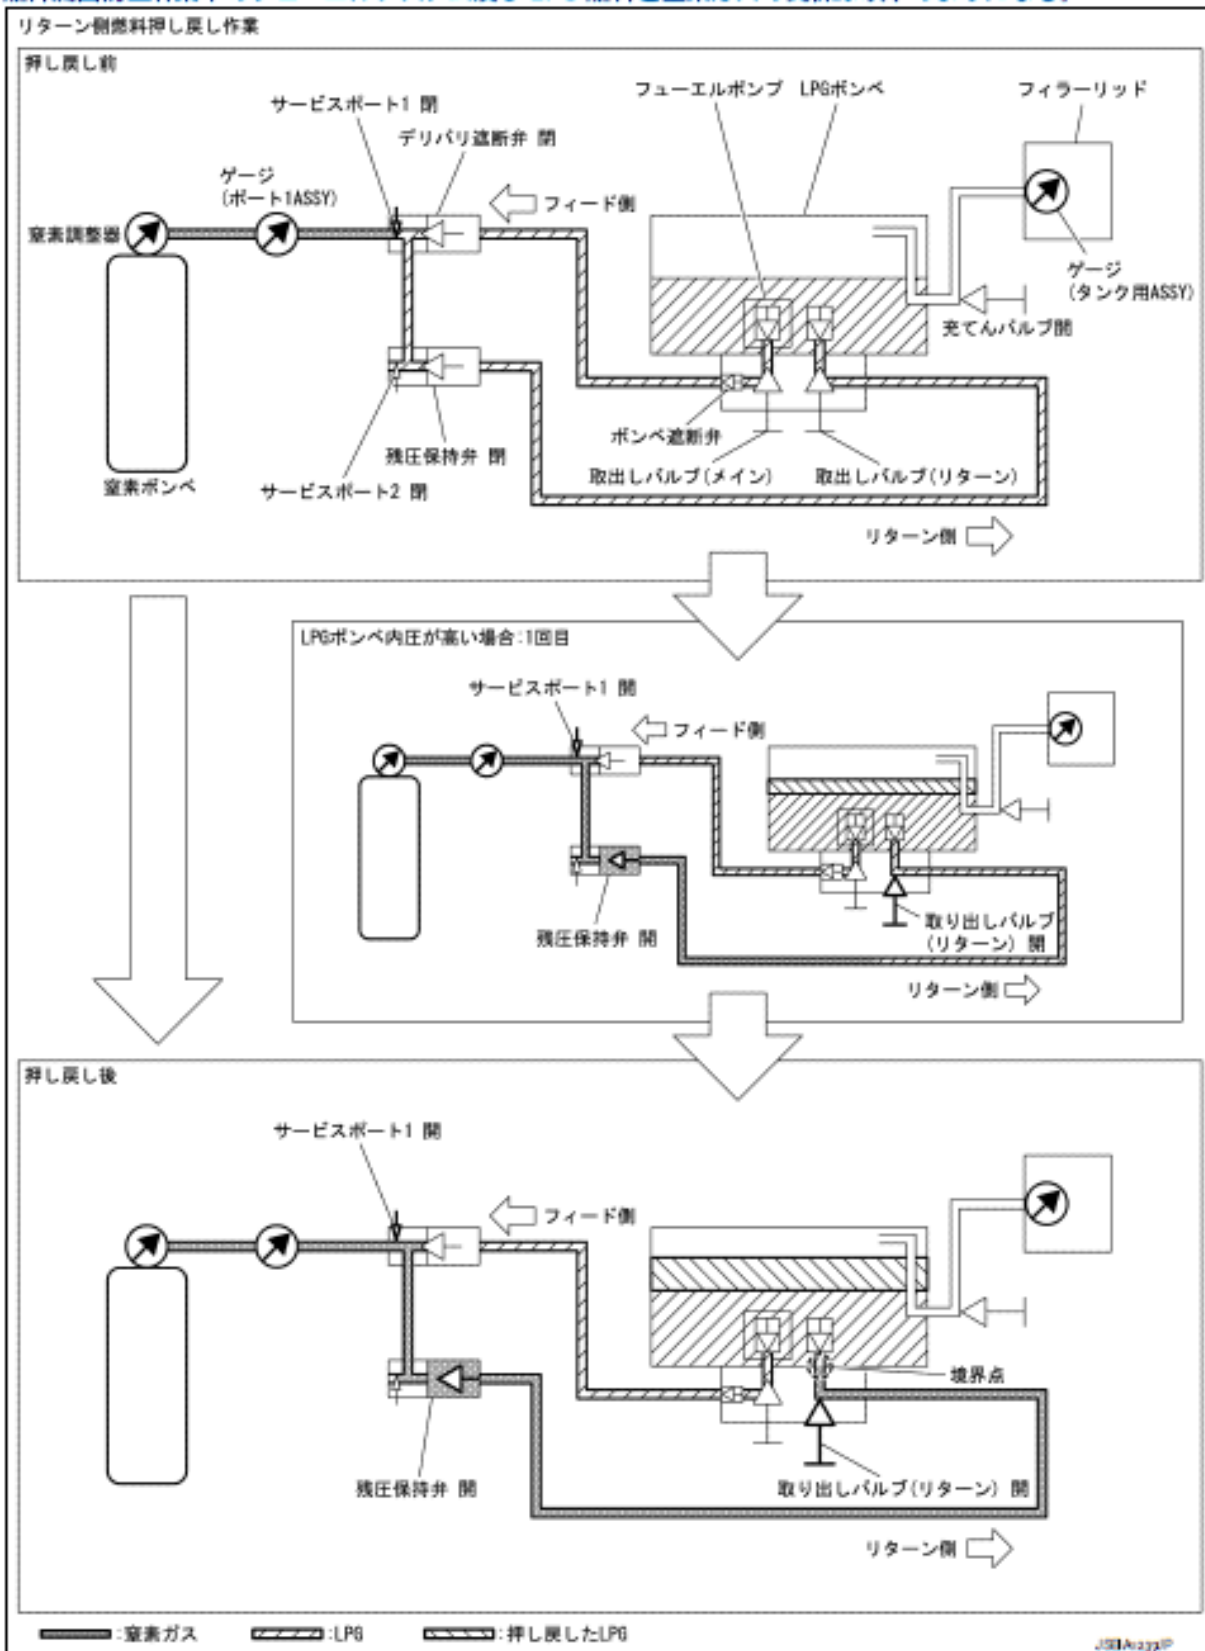 リターン側燃料押し戻し作業
押し戻し前
フューエルポンプ LPGボンベ
フィラーリッド
サービスポート1 閉
デリバリ遮断弁 閉
ゲージ
(ポート1ASSY)
フィード側
窒素調整器
ゲージ
(タンク用ASSY)
充てんバルブ開
ボンベ遮断弁
残圧保持弁 閉
取出しバルブ(メイン)
取出しバルブ(リターン)
窒素ボンベ
サービスポート2 閉
リターン側
LPGボンベ内圧が高い場合:1回目
サービスポート1 開
フィード側
取り出しバルブ
(リターン) 開
残圧保持弁 開
リターン側
押し戻し後
サービスポート1 開
フィード側
境界点
残圧保持弁 開
取り出しバルブ(リターン) 開
リターン側
:窒素ガス
:LPG
:押し戻したLPG